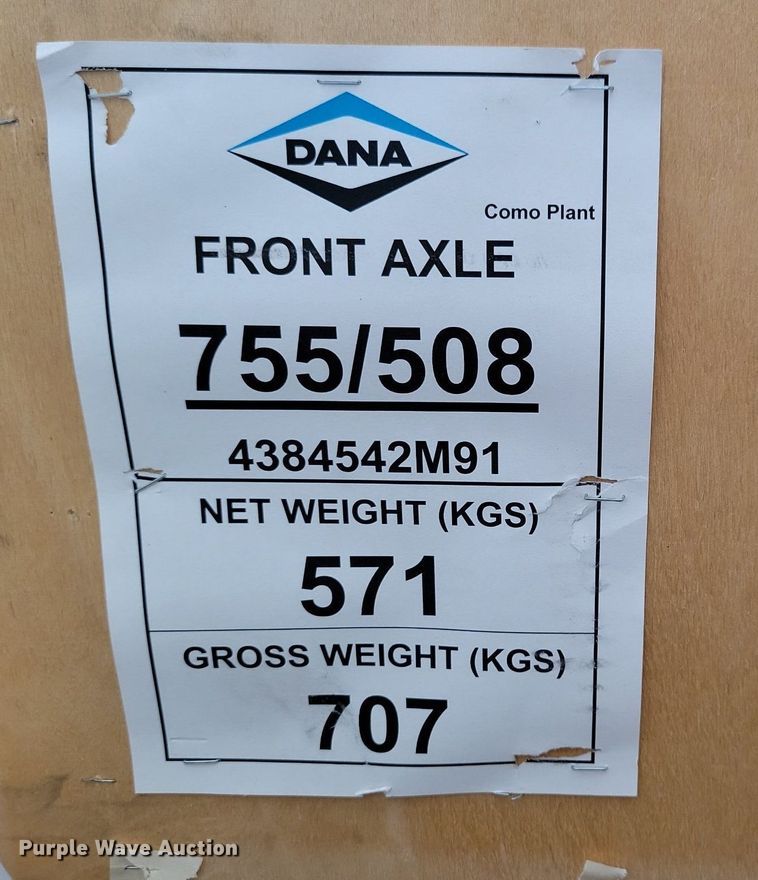 DANA
Como Plant
FRONT AXLE
755/508
4384542M91
NET WEIGHT (KGS)
571
GROSS WEIGHT (KGS)
707
Purple Wave Auction